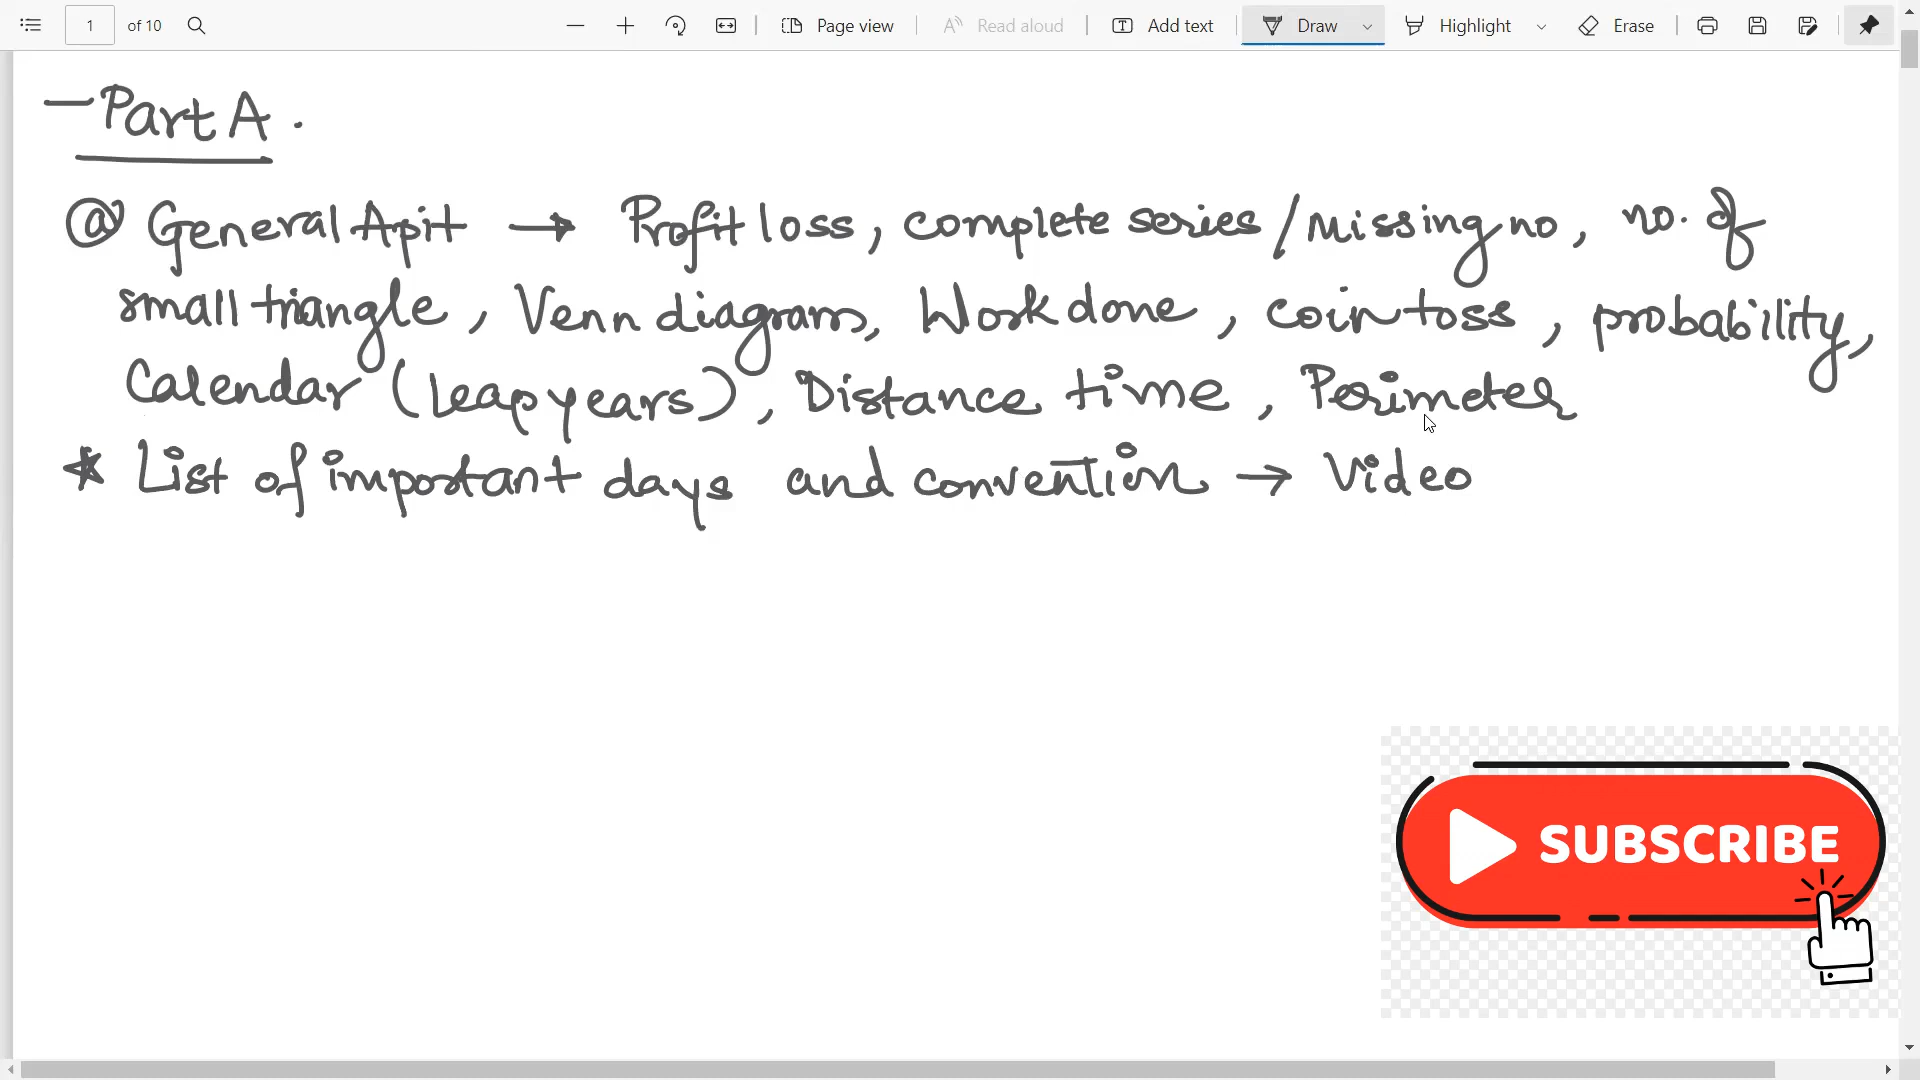 1 of 10 Page view Read aloud Add text Draw Highlight Erase
— Part A .
@ General Apit → Profit loss, complete series / Missing no, no. of
small triangle, Venn diagram, Work done, coin toss, probability,
Calendar (leap years), Distance time, Perimeter
* List of important days and convention → Video
SUBSCRIBE